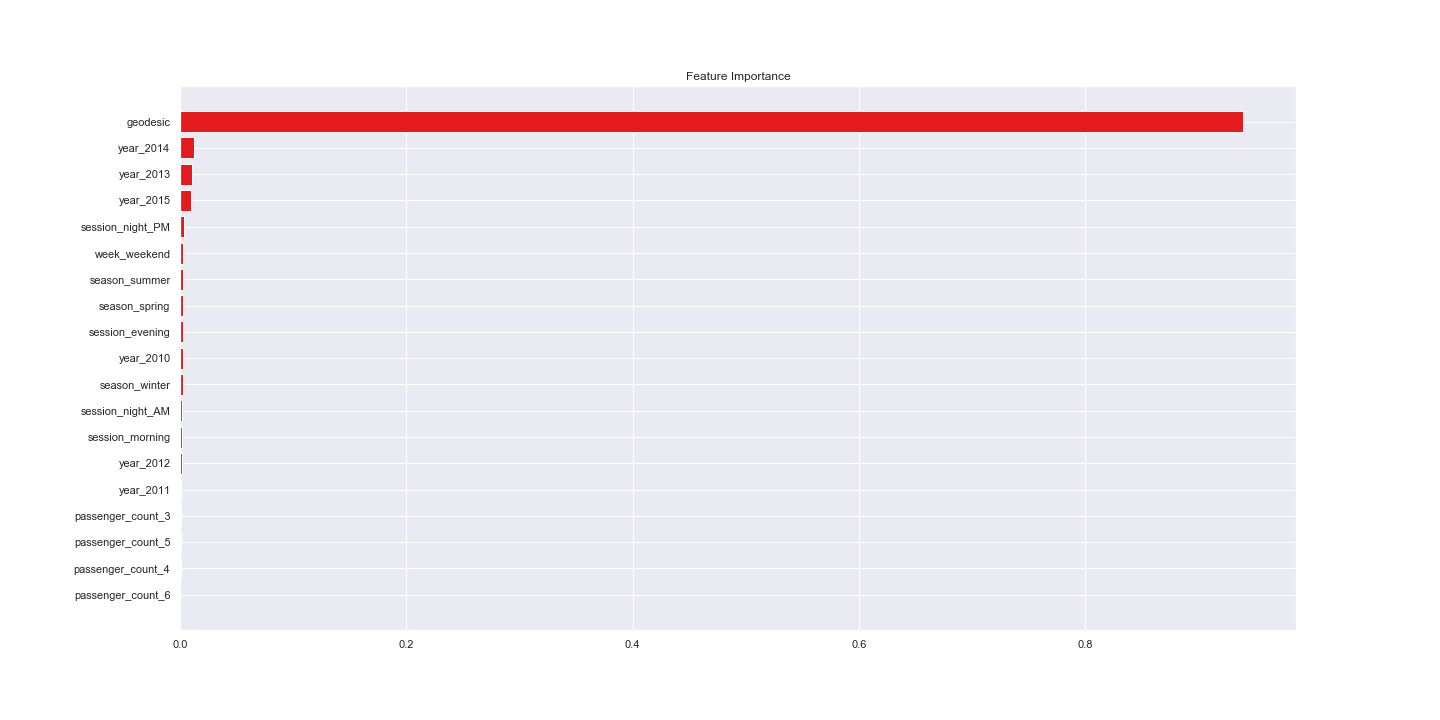 Feature Importance
geodesic
year_2014
year_2013
year_2015
session_night_PM
week_weekend
season_summer
season_spring
session_evening
year_2010
season_winter
session_night_AM
session_morning
year_2012
year_2011
passenger_count_3
passenger_count_5
passenger_count_4
passenger_count_6
0.0 0.2 0.4 0.6 0.8